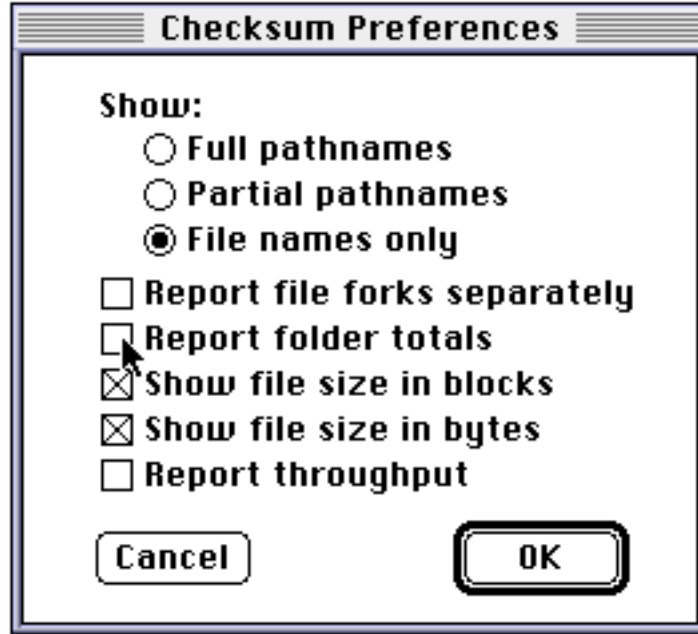 Checksum Preferences
Show:
Full pathnames
Partial pathnames
File names only
Report file forks separately
Report folder totals
Show file size in blocks
Show file size in bytes
Report throughput
Cancel
OK